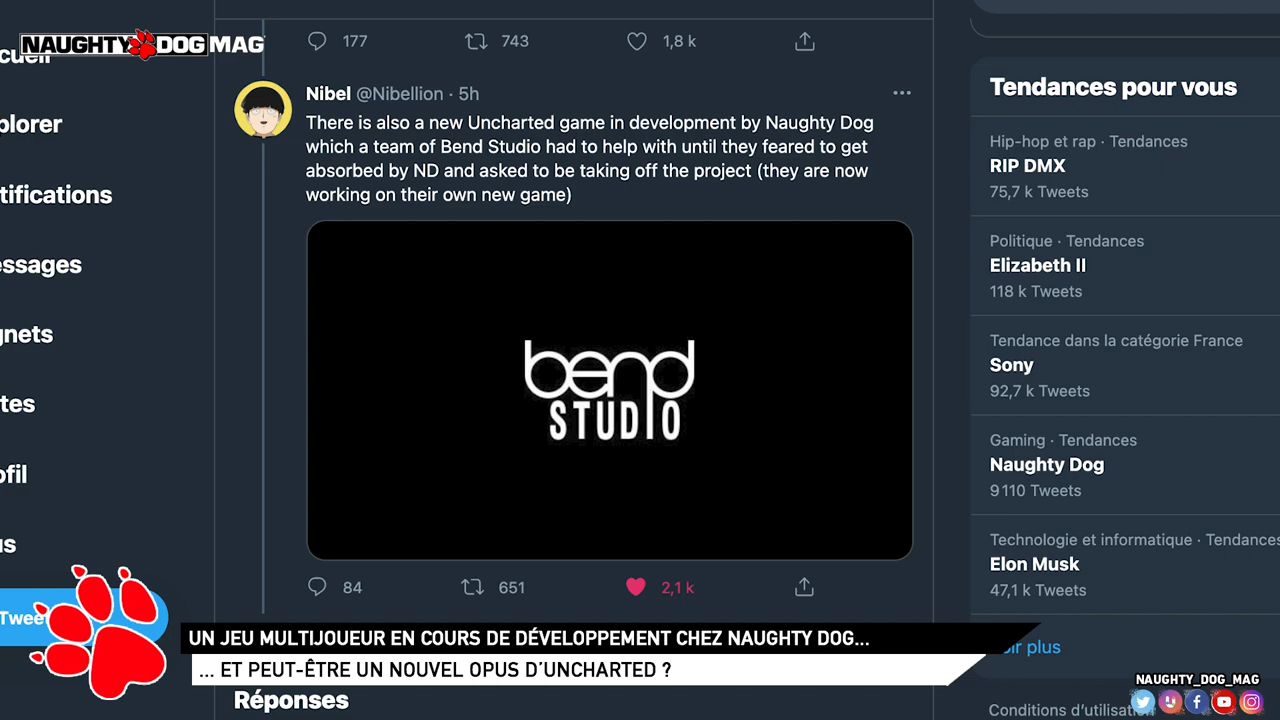 NAUGHTY DOG MAG
cueil
plorer
tifications
essages
gnets
tes
ofil
us
Tweet
177
743
1,8 k
Nibel @Nibellion · 5h
There is also a new Uncharted game in development by Naughty Dog
which a team of Bend Studio had to help with until they feared to get
absorbed by ND and asked to be taking off the project (they are now
working on their own new game)
bend
STUDIO
84
651
2,1 k
Réponses
Tendances pour vous
Hip-hop et rap · Tendances
RIP DMX
75,7 k Tweets
Politique · Tendances
Elizabeth II
118 k Tweets
Tendance dans la catégorie France
Sony
92,7 k Tweets
Gaming · Tendances
Naughty Dog
9 110 Tweets
Technologie et informatique · Tendances
Elon Musk
47,1 k Tweets
oir plus
Conditions d'utilisation
UN JEU MULTIJOUEUR EN COURS DE DÉVELOPPEMENT CHEZ NAUGHTY DOG...
... ET PEUT-ÊTRE UN NOUVEL OPUS D'UNCHARTED ?
NAUGHTY_DOG_MAG